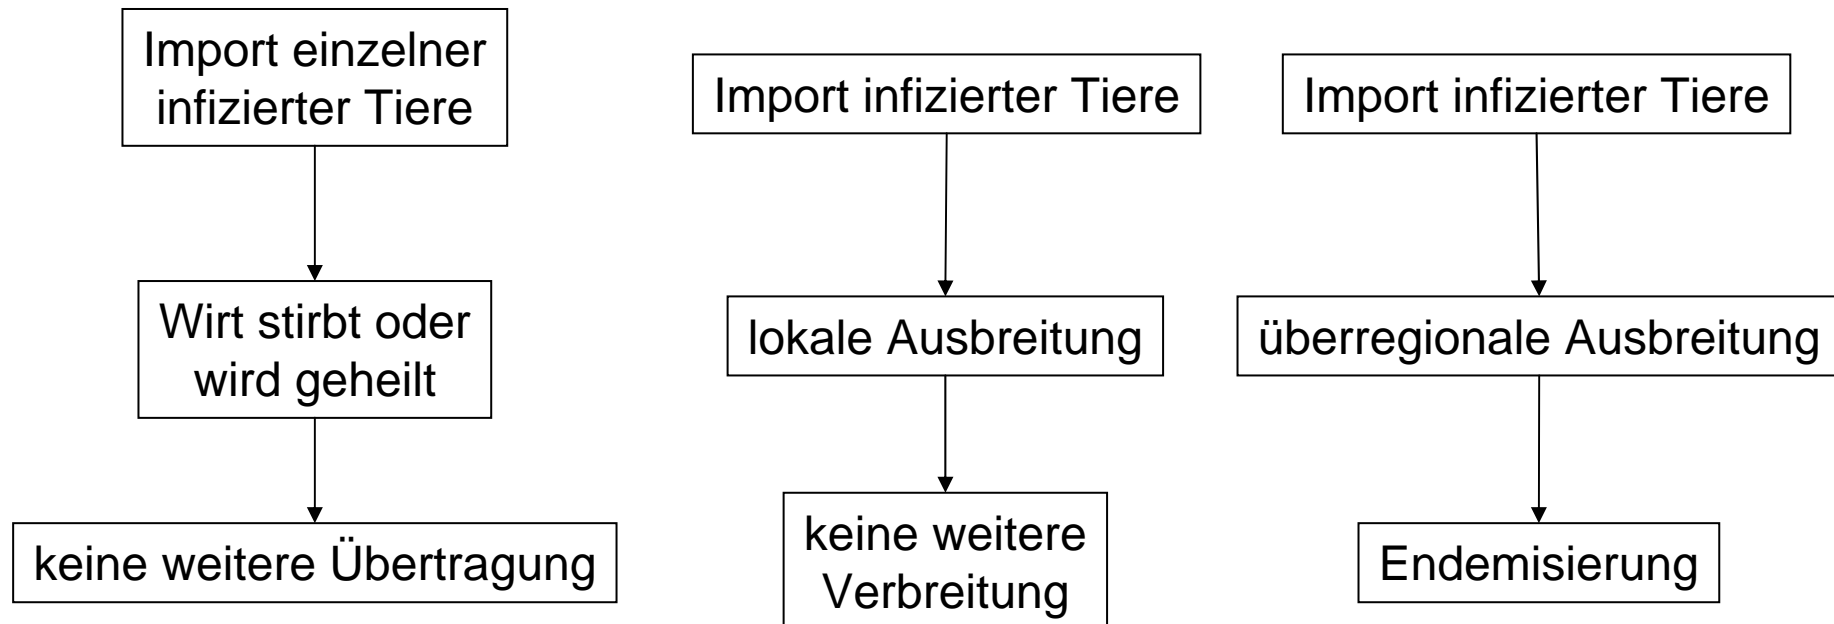 Import einzelner
infizierter Tiere
Wirt stirbt oder
wird geheilt
keine weitere Übertragung
Import infizierter Tiere
lokale Ausbreitung
keine weitere
Verbreitung
Import infizierter Tiere
überregionale Ausbreitung
Endemisierung